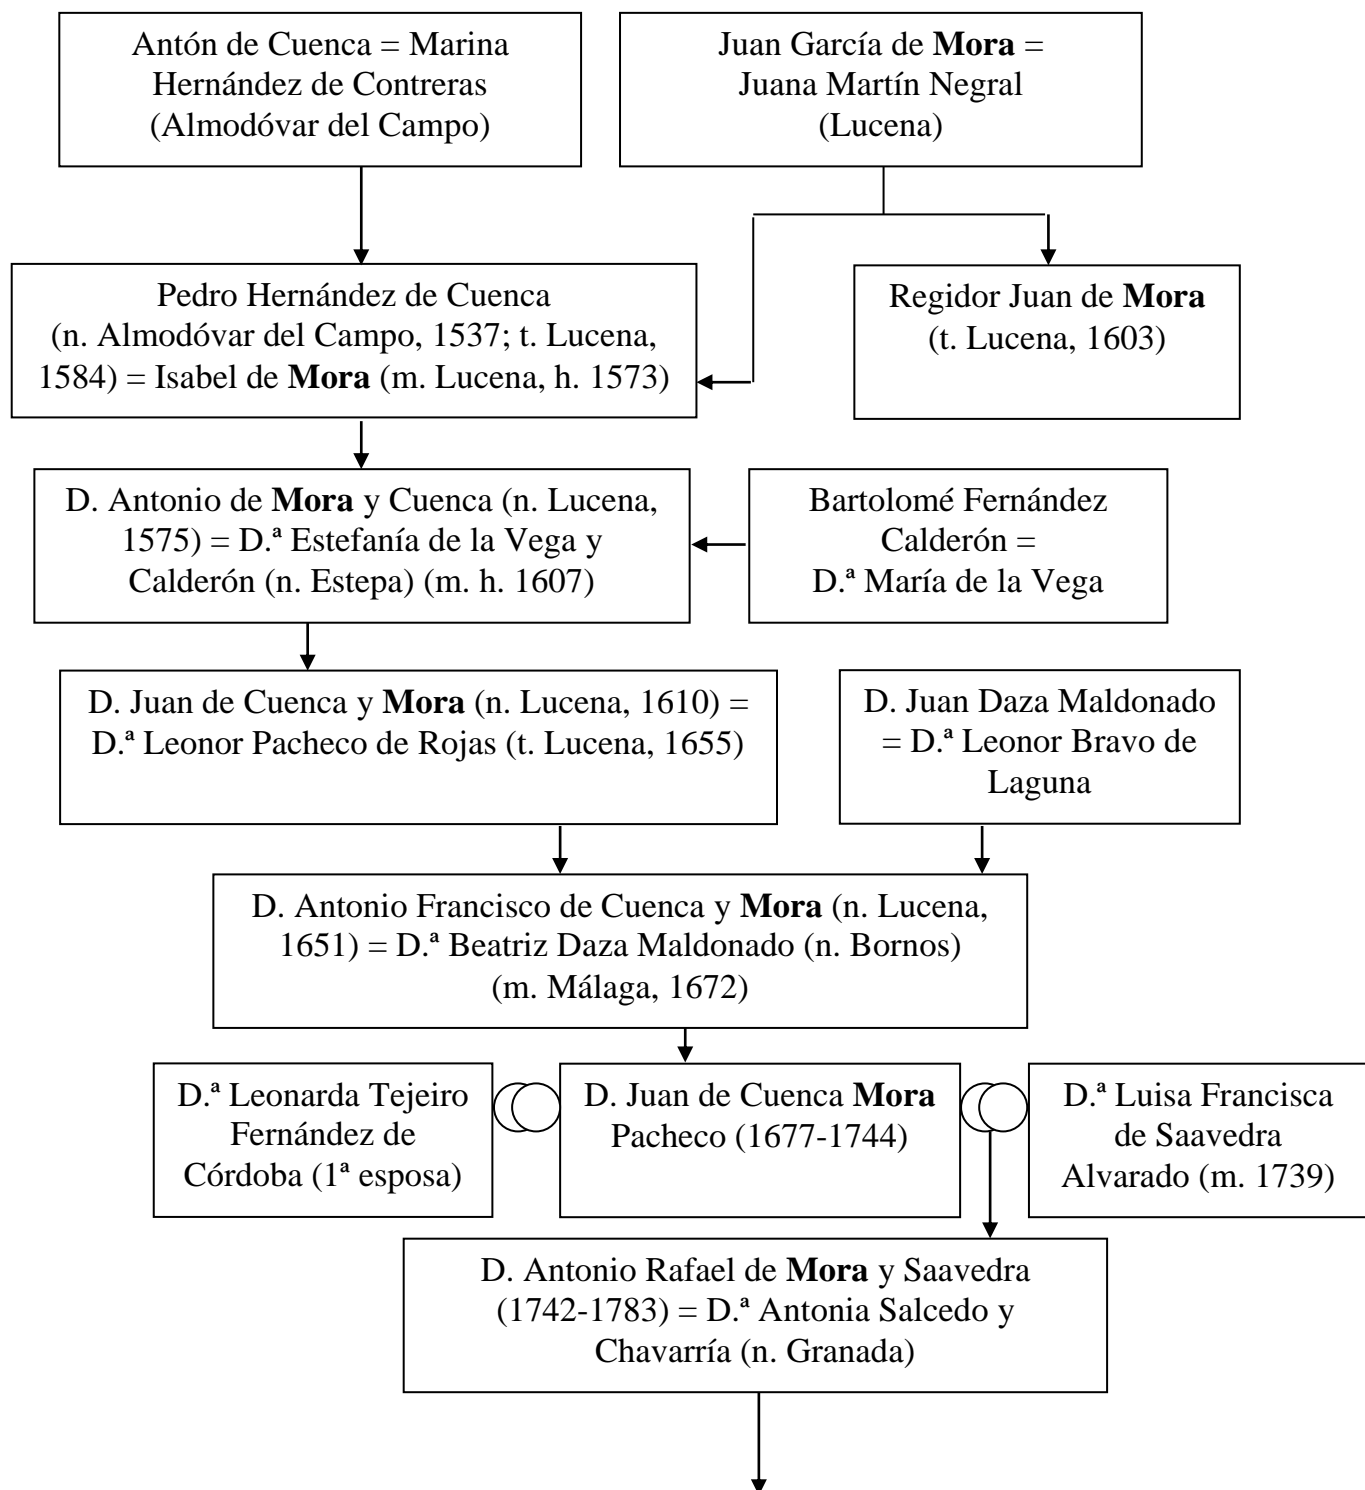 Antón de Cuenca = Marina
Hernández de Contreras
(Almodóvar del Campo)
Juan García de Mora =
Juana Martín Negral
(Lucena)
Pedro Hernández de Cuenca
(n. Almodóvar del Campo, 1537; t. Lucena,
1584) = Isabel de Mora (m. Lucena, h. 1573)
Regidor Juan de Mora
(t. Lucena, 1603)
D. Antonio de Mora y Cuenca (n. Lucena,
1575) = D.ª Estefanía de la Vega y
Calderón (n. Estepa) (m. h. 1607)
Bartolomé Fernández
Calderón =
D.ª María de la Vega
D. Juan de Cuenca y Mora (n. Lucena, 1610) =
D.ª Leonor Pacheco de Rojas (t. Lucena, 1655)
D. Juan Daza Maldonado
= D.ª Leonor Bravo de
Laguna
D. Antonio Francisco de Cuenca y Mora (n. Lucena,
1651) = D.ª Beatriz Daza Maldonado (n. Bornos)
(m. Málaga, 1672)
D.ª Leonarda Tejeiro
Fernández de
Córdoba (1ª esposa)
D. Juan de Cuenca Mora
Pacheco (1677-1744)
D.ª Luisa Francisca
de Saavedra
Alvarado (m. 1739)
D. Antonio Rafael de Mora y Saavedra
(1742-1783) = D.ª Antonia Salcedo y
Chavarría (n. Granada)